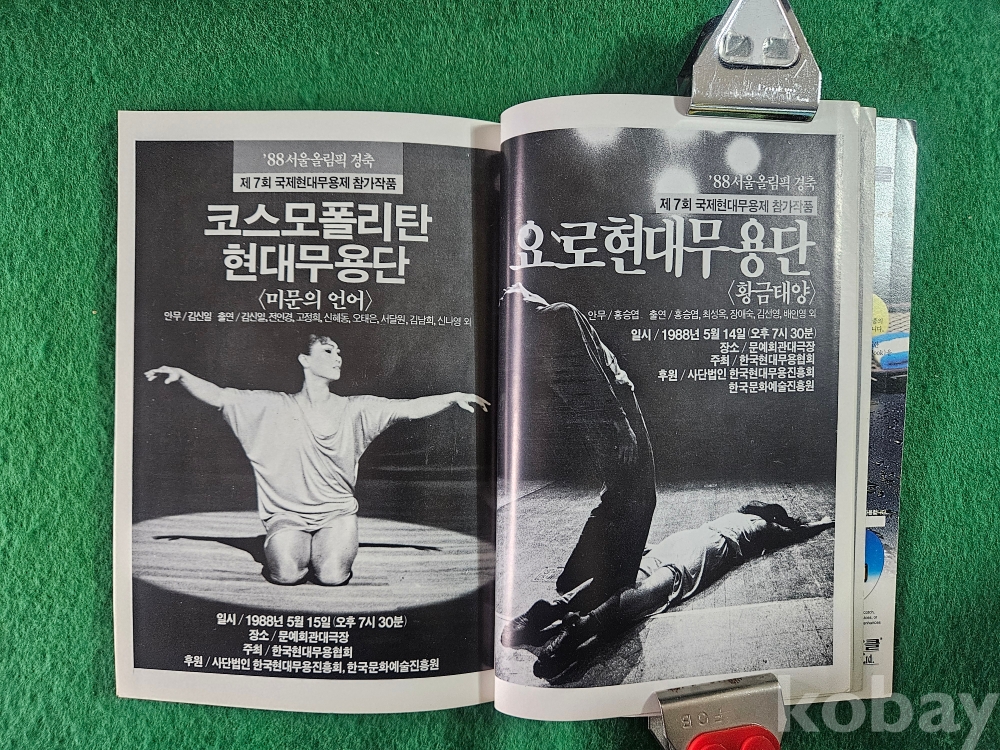 '88 서울올림픽 경축
제 7회 국제현대무용제 참가작품
코스모폴리탄
현대무용단
〈미문의 언어〉
안무 / 김신일 출연 / 김신일, 전인경, 고정희, 신혜동, 오태은, 서달원, 김남희, 신나영 외
일시 / 1988년 5월 15일 (오후 7시 30분)
장소 / 문예회관대극장
주최 / 한국현대무용협회
후원 / 사단법인 한국현대무용진흥회, 한국문화예술진흥원
'88 서울올림픽 경축
제 7회 국제현대무용제 참가작품
요로현대무용단
〈황금태양〉
안무 / 홍승엽 출연 / 홍승엽, 최성옥, 장애숙, 김선영, 배인영 외
일시 / 1988년 5월 14일 (오후 7시 30분)
장소 / 문예회관대극장
주최 / 한국현대무용협회
후원 / 사단법인 한국현대무용진흥회
한국문화예술진흥원
kobay